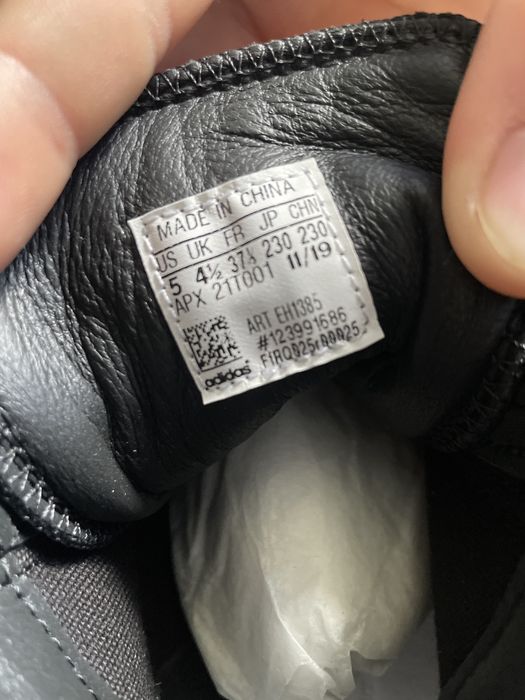 MADE IN CHINA
US UK FR JP CHN
5 4½ 37⅓ 230 230
APX 211001 11/19
ART EH1385
#123991686
adidas